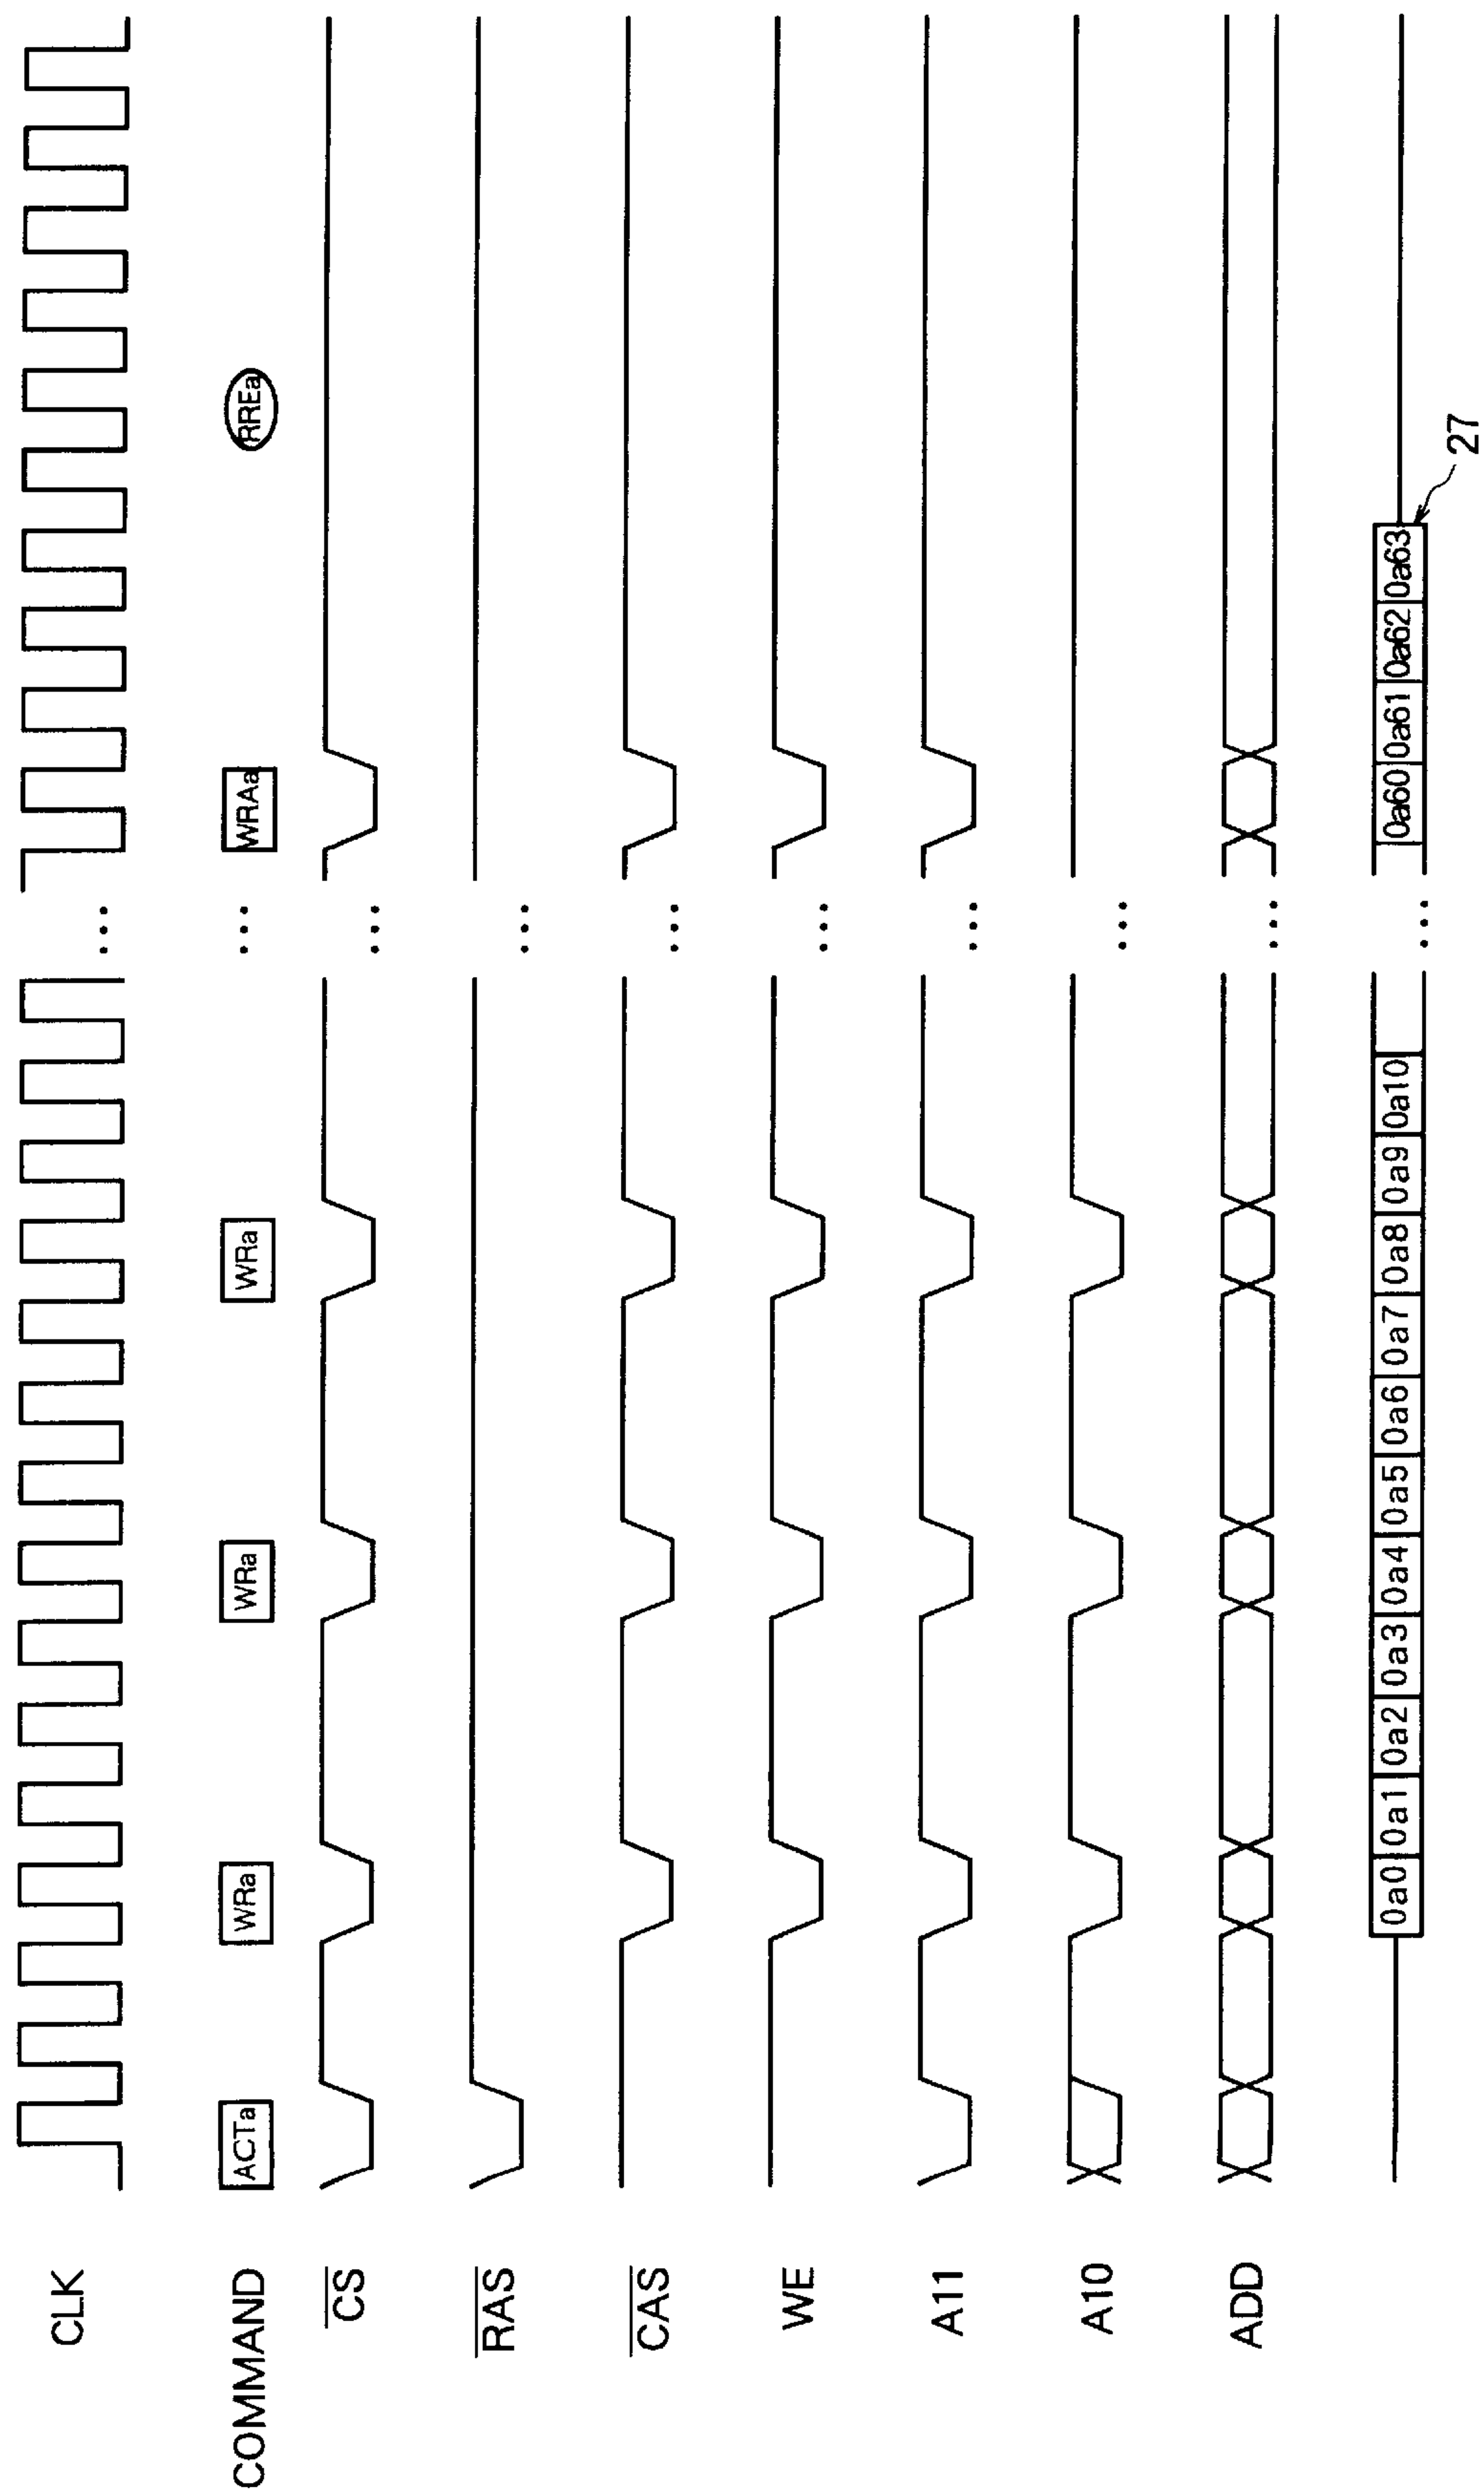 CLK ...
COMMAND ACTa WRa WRa WRa ... WRAa RREa
CS ...
RAS ...
CAS ...
WE ...
A11 ...
A10 ...
ADD ...
0a0 0a1 0a2 0a3 0a4 0a5 0a6 0a7 0a8 0a9 0a10 ... 0a60 0a61 0a62 0a63
27